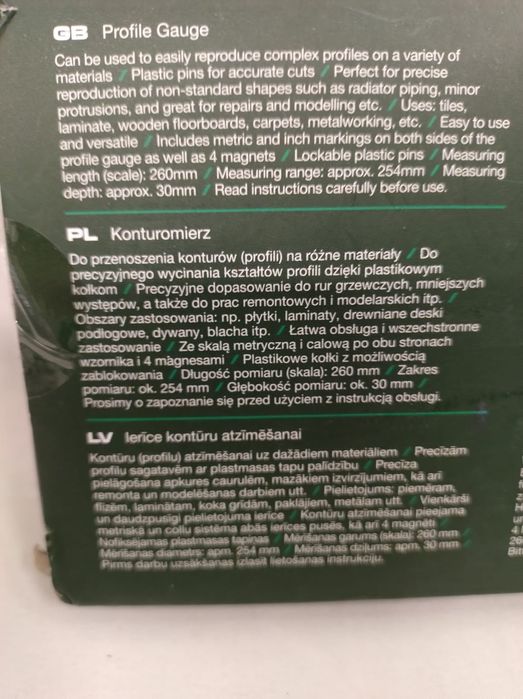 GB Profile Gauge
Can be used to easily reproduce complex profiles on a variety of
materials / Plastic pins for accurate cuts / Perfect for precise
reproduction of non-standard shapes such as radiator piping, minor
protrusions, and great for repairs and modelling etc. / Uses: tiles,
laminate, wooden floorboards, carpets, metalworking, etc. / Easy to use
and versatile / Includes metric and inch markings on both sides of the
profile gauge as well as 4 magnets / Lockable plastic pins / Measuring
length (scale): 260mm / Measuring range: approx. 254mm / Measuring
depth: approx. 30mm / Read instructions carefully before use.
PL Konturomierz
Do przenoszenia konturów (profili) na różne materiały / Do
precyzyjnego wycinania kształtów profili dzięki plastikowym
kołkom / Precyzyjne dopasowanie do rur grzewczych, mniejszych
występów, a także do prac remontowych i modelarskich itp. /
Obszary zastosowania: np. płytki, laminaty, drewniane deski
podłogowe, dywany, blacha itp. / Łatwa obsługa i wszechstronne
zastosowanie / Ze skalą metryczną i calową po obu stronach
wzornika i 4 magnesami / Plastikowe kołki z możliwością
zablokowania / Długość pomiaru (skala): 260 mm / Zakres
pomiaru: ok. 254 mm / Głębokość pomiaru: ok. 30 mm /
Prosimy o zapoznanie się przed użyciem z instrukcją obsługi.
LV Ierīce kontūru atzīmēšanai
Kontūru (profilu) atzīmēšanai uz dažādiem materiāliem / Precīzām
profilu sagatavēm ar plastmasas tapu palīdzību / Precīza
pielāgošana apkures caurulēm, mazākiem izvirzījumiem, kā arī
remonta un modelēšanas darbiem utt. / Pielietojums: piemēram,
flīzēm, laminātam, koka grīdām, paklājiem, metālam utt. / Vienkārši
un daudzpusīgi pielietojama ierīce / Kontūru atzīmēšanai pieejama
metriskā un collu sistēma abās ierīces pusēs, kā arī 4 magnēti /
Nofiksējamas plastmasas tapiņas / Mērīšanas garums (skala): 260 mm /
Mērīšanas diametrs: apm. 254 mm / Mērīšanas dziļums: apm. 30 mm /
Pirms darbu uzsākšanas izlasīt lietošanas instrukciju.